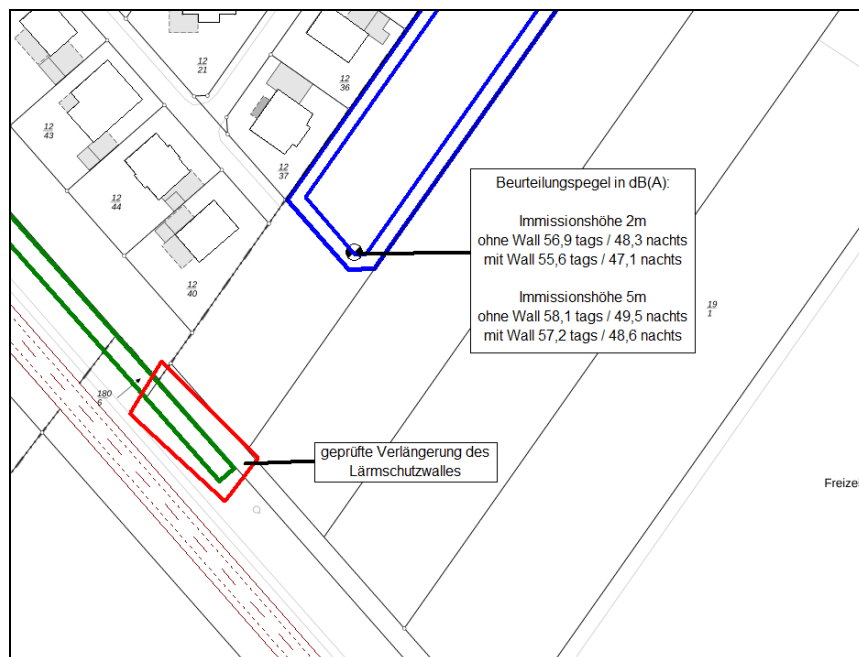 12
21
12
36
12
43
12
37
12
44
12
40
Beurteilungspegel in dB(A):
Immissionshöhe 2m
ohne Wall 56,9 tags / 48,3 nachts
mit Wall 55,6 tags / 47,1 nachts
Immissionshöhe 5m
ohne Wall 58,1 tags / 49,5 nachts
mit Wall 57,2 tags / 48,6 nachts
19
1
180
6
geprüfte Verlängerung des
Lärmschutzwalles
Freizei